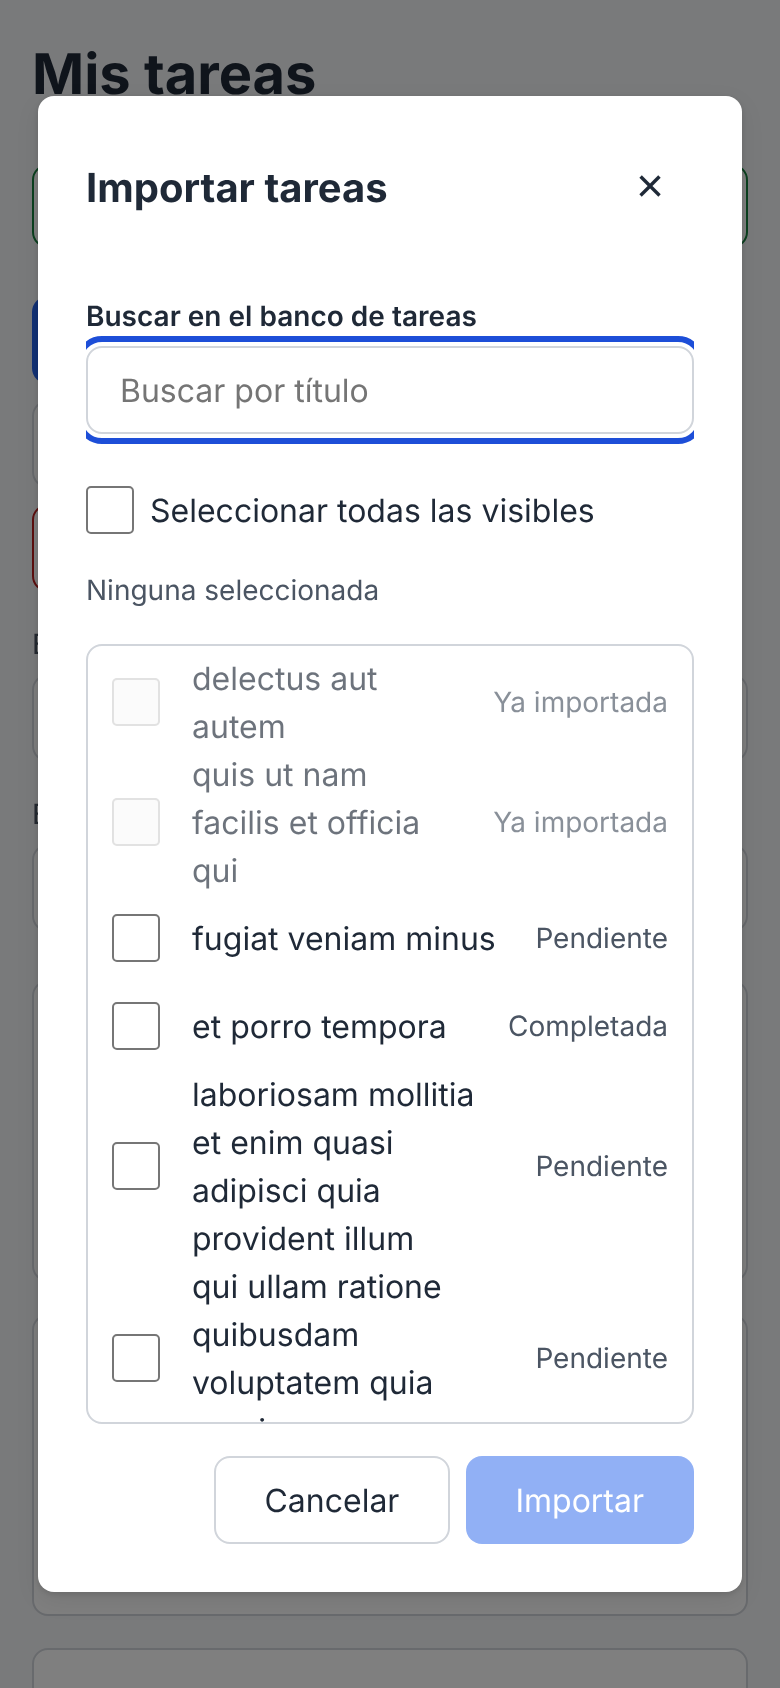 Mis tareas
Importar tareas
Buscar en el banco de tareas
Buscar por título
Seleccionar todas las visibles
Ninguna seleccionada
delectus aut
autem
Ya importada
quis ut nam
facilis et officia
qui
Ya importada
fugiat veniam minus
Pendiente
et porro tempora
Completada
laboriosam mollitia
et enim quasi
adipisci quia
provident illum
Pendiente
qui ullam ratione
quibusdam
voluptatem quia
Pendiente
Cancelar
Importar